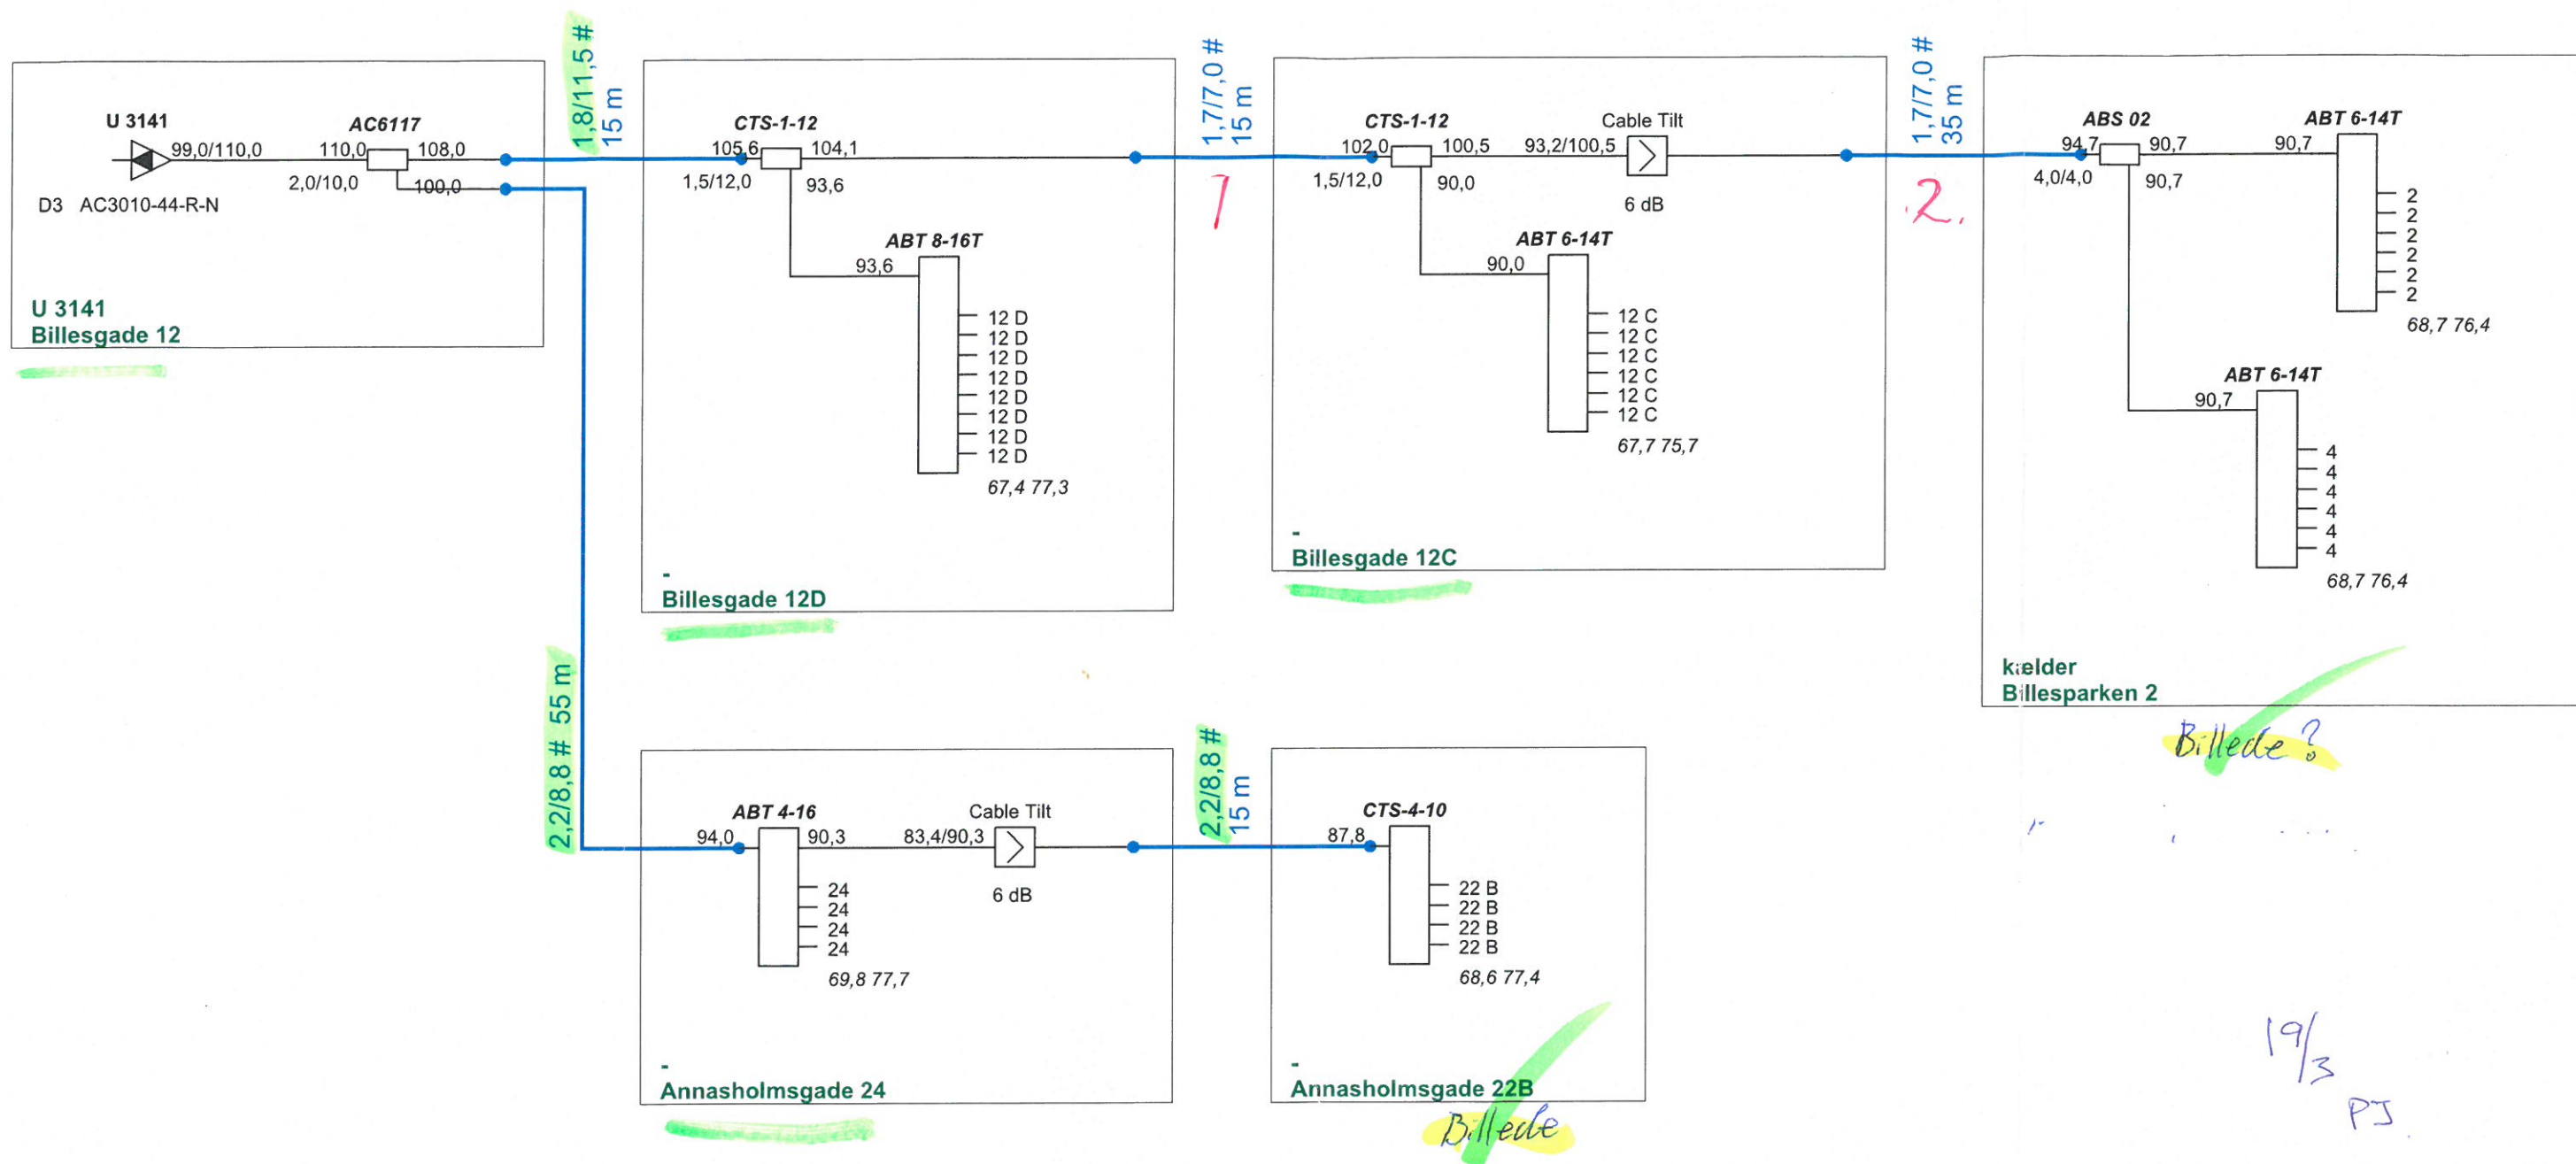 U 3141
99,0/110,0
D3 AC3010-44-R-N
AC6117
110,0
108,0
2,0/10,0
100,0
U 3141
Billesgade 12
1,8/11,5 #
15 m
CTS-1-12
105,6
104,1
1,5/12,0
93,6
ABT 8-16T
93,6
12 D
12 D
12 D
12 D
12 D
12 D
12 D
12 D
67,4 77,3
-
Billesgade 12D
1,7/7,0 #
15 m
1
CTS-1-12
102,0
100,5
1,5/12,0
90,0
93,2/100,5
Cable Tilt
6 dB
ABT 6-14T
90,0
12 C
12 C
12 C
12 C
12 C
12 C
67,7 75,7
-
Billesgade 12C
1,7/7,0 #
35 m
2.
ABS 02
94,7
90,7
4,0/4,0
90,7
ABT 6-14T
90,7
2
2
2
2
2
2
68,7 76,4
ABT 6-14T
90,7
4
4
4
4
4
4
68,7 76,4
kælder
Billesparken 2
Billede ?
2,2/8,8 # 55 m
ABT 4-16
94,0
90,3
83,4/90,3
Cable Tilt
6 dB
24
24
24
24
69,8 77,7
-
Annasholmsgade 24
2,2/8,8 #
15 m
CTS-4-10
87,8
22 B
22 B
22 B
22 B
68,6 77,4
-
Annasholmsgade 22B
Billede
19/3
PJ